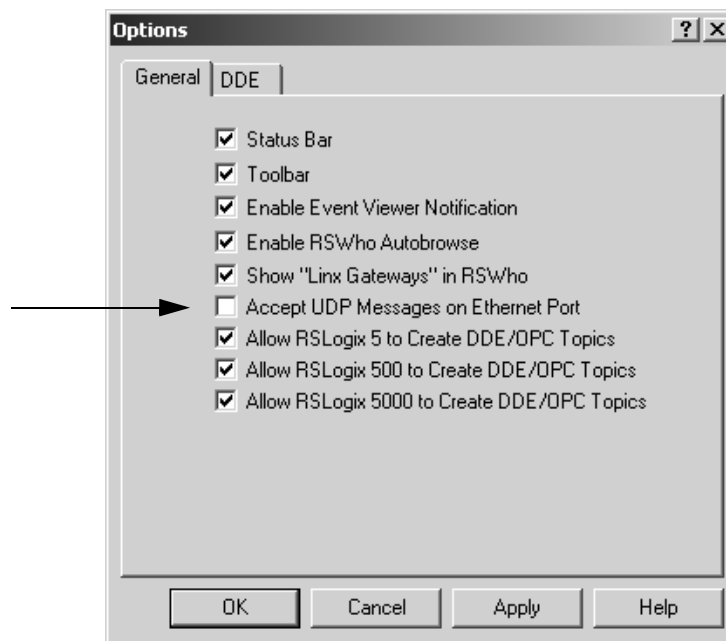 Options
General DDE
Status Bar
Toolbar
Enable Event Viewer Notification
Enable RSWho Autobrowse
Show "Linx Gateways" in RSWho
Accept UDP Messages on Ethernet Port
Allow RSLogix 5 to Create DDE/OPC Topics
Allow RSLogix 500 to Create DDE/OPC Topics
Allow RSLogix 5000 to Create DDE/OPC Topics
OK Cancel Apply Help